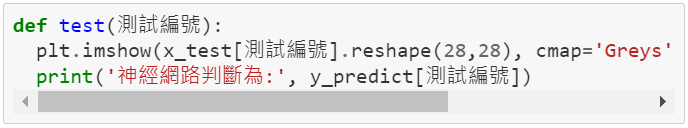 def test(測試編號):
  plt.imshow(x_test[測試編號].reshape(28,28), cmap='Greys'
  print('神經網路判斷為:', y_predict[測試編號])